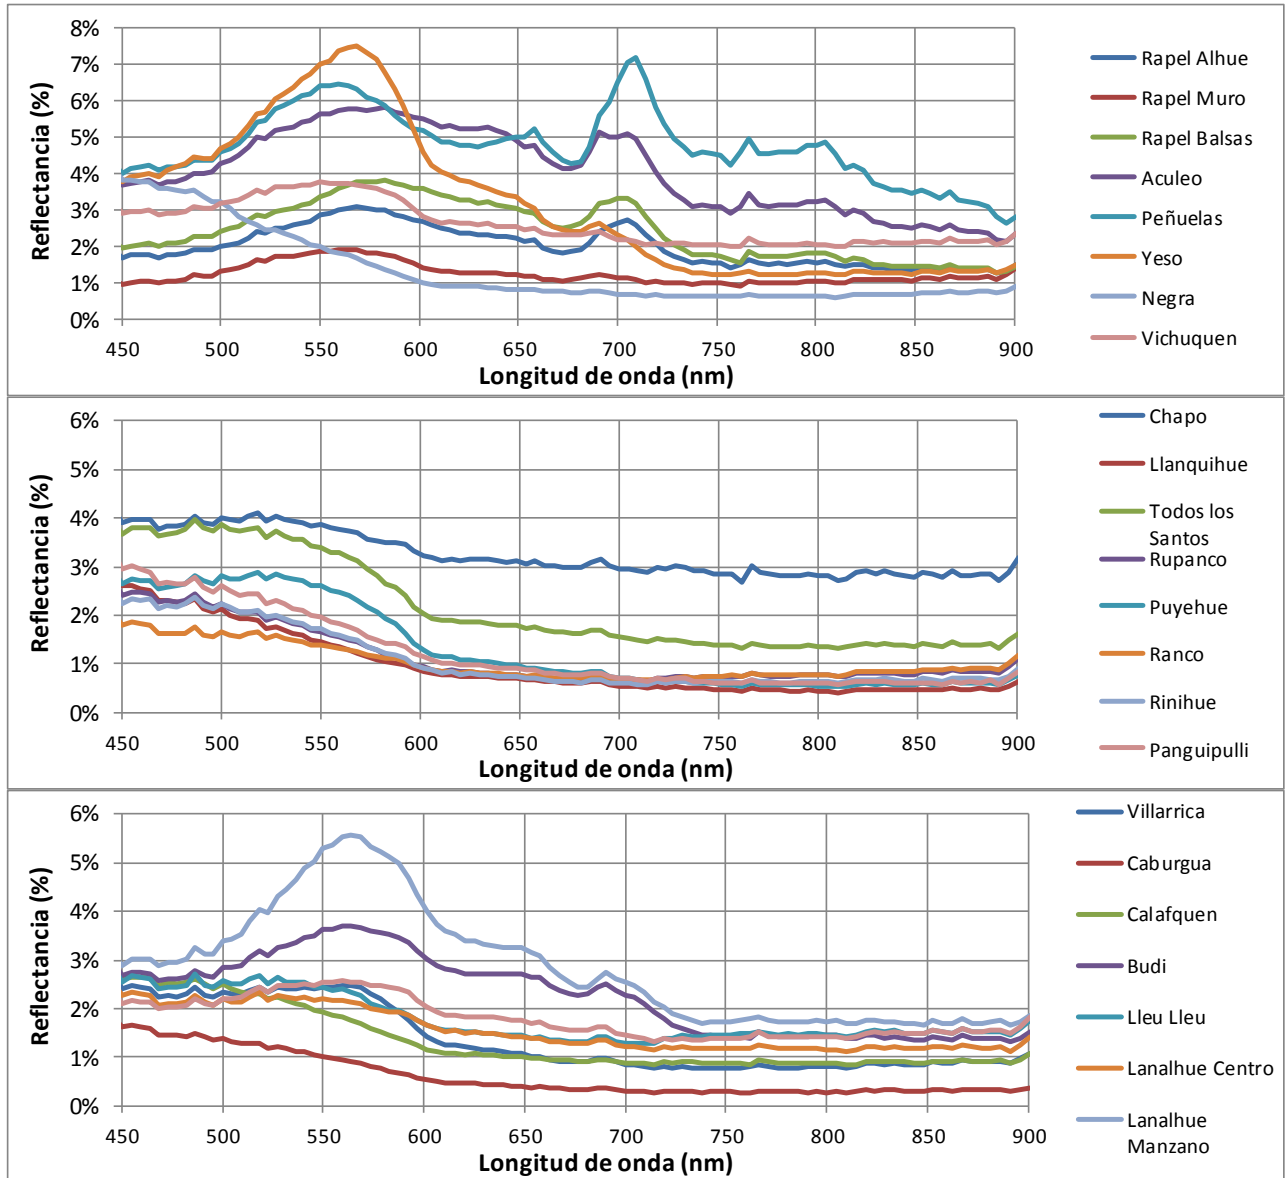 8%
7%
6%
5%
4%
3%
2%
1%
0%
Reflectancia (%)
450 500 550 600 650 700 750 800 850 900
Longitud de onda (nm)
Rapel Alhue
Rapel Muro
Rapel Balsas
Aculeo
Peñuelas
Yeso
Negra
Vichuquen
6%
5%
4%
3%
2%
1%
0%
Reflectancia (%)
450 500 550 600 650 700 750 800 850 900
Longitud de onda (nm)
Chapo
Llanquihue
Todos los
Santos
Rupanco
Puyehue
Ranco
Rinihue
Panguipulli
6%
5%
4%
3%
2%
1%
0%
Reflectancia (%)
450 500 550 600 650 700 750 800 850 900
Longitud de onda (nm)
Villarrica
Caburgua
Calafquen
Budi
Lleu Lleu
Lanalhue Centro
Lanalhue
Manzano